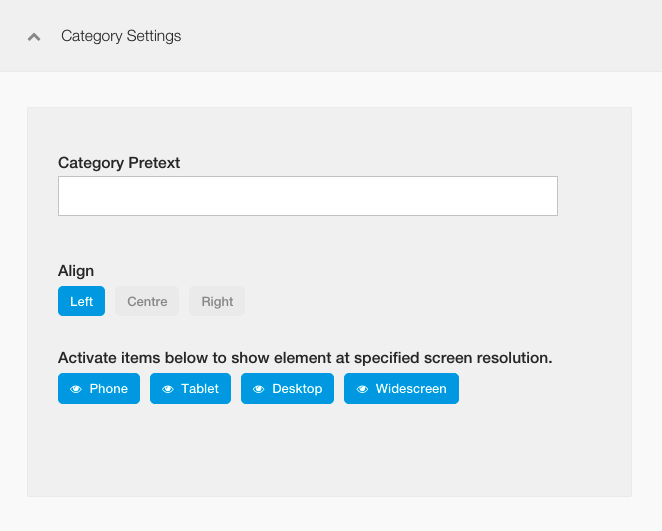 Category Settings
Category Pretext
Align
Left Centre Right
Activate items below to show element at specified screen resolution.
Phone Tablet Desktop Widescreen